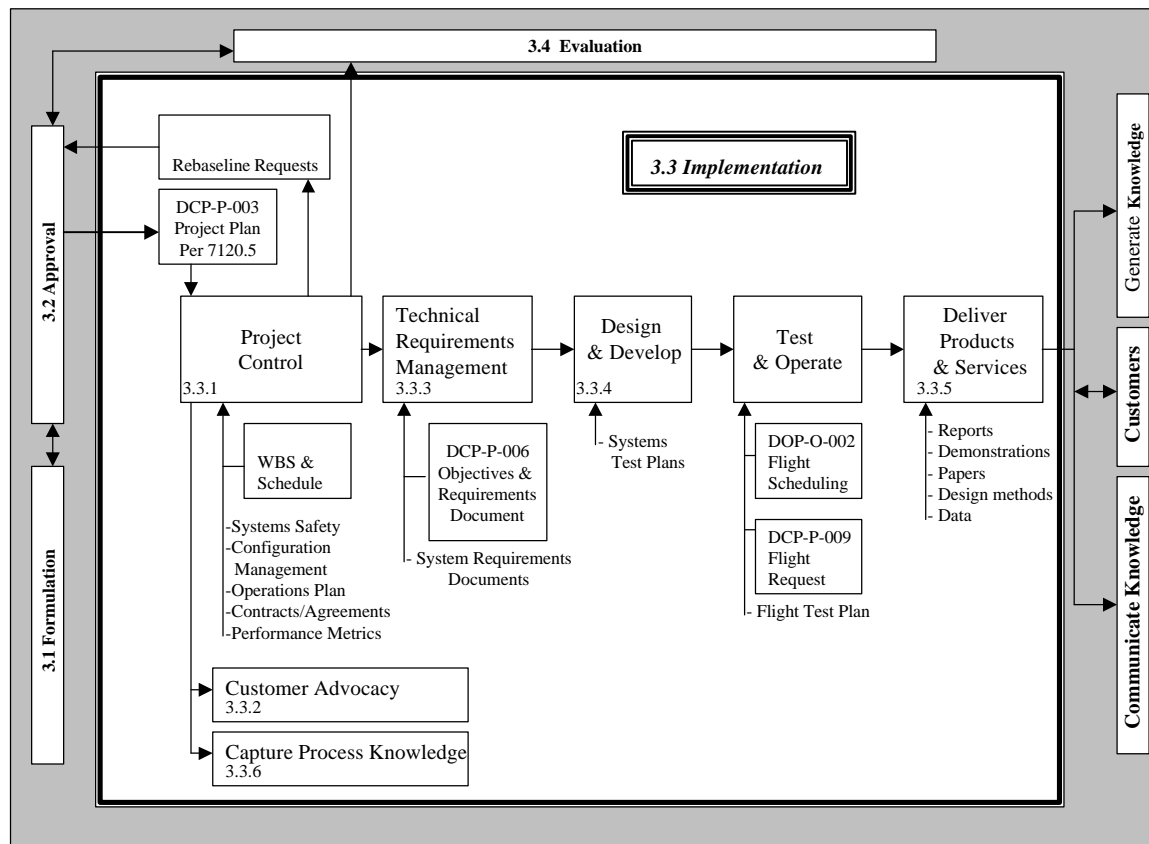 3.4 Evaluation
Rebaseline Requests
3.3 Implementation
DCP-P-003
Project Plan
Per 7120.5
3.2 Approval
3.1 Formulation
Project
Control
3.3.1
Technical
Requirements
Management
3.3.3
Design
& Develop
3.3.4
Test
& Operate
Deliver
Products
& Services
3.3.5
WBS &
Schedule
-Systems Safety
-Configuration
Management
-Operations Plan
-Contracts/Agreements
-Performance Metrics
DCP-P-006
Objectives &
Requirements
Document
- System Requirements
Documents
- Systems
Test Plans
DOP-O-002
Flight
Scheduling
DCP-P-009
Flight
Request
- Flight Test Plan
- Reports
- Demonstrations
- Papers
- Design methods
- Data
Customer Advocacy
3.3.2
Capture Process Knowledge
3.3.6
Generate Knowledge
Customers
Communicate Knowledge